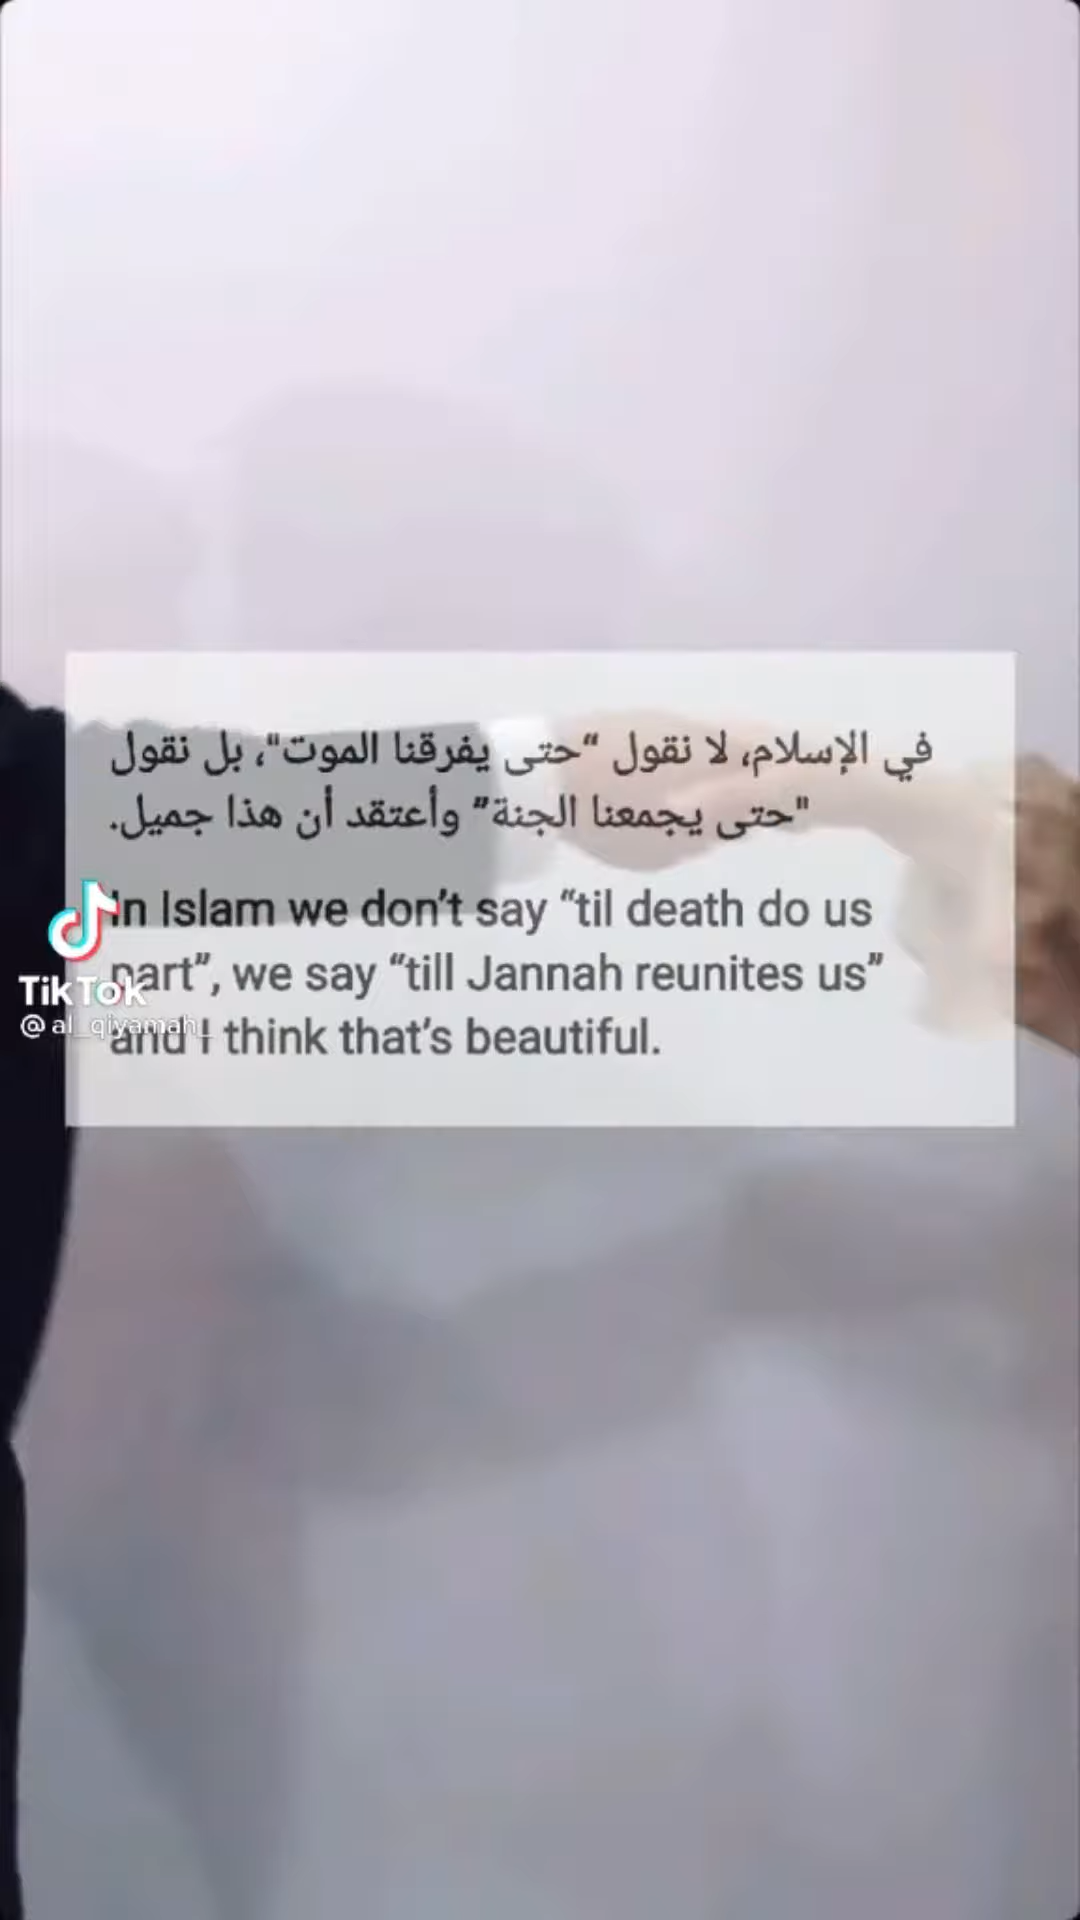 في الإسلام، لا نقول “حتى يفرقنا الموت"، بل نقول
"حتى يجمعنا الجنة” وأعتقد أن هذا جميل.
In Islam we don’t say “til death do us
part”, we say “till Jannah reunites us”
and I think that’s beautiful.
TikTok
@al_qiyamah_